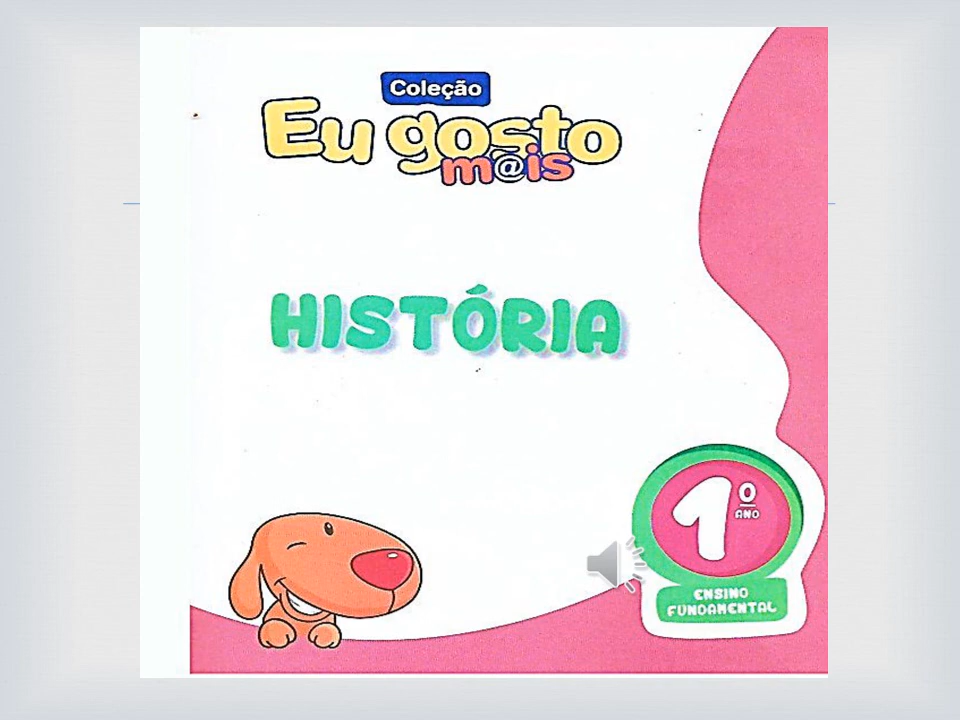 Coleção
Eu gosto
m@is
HISTÓRIA
1º
ANO
ENSINO
FUNDAMENTAL